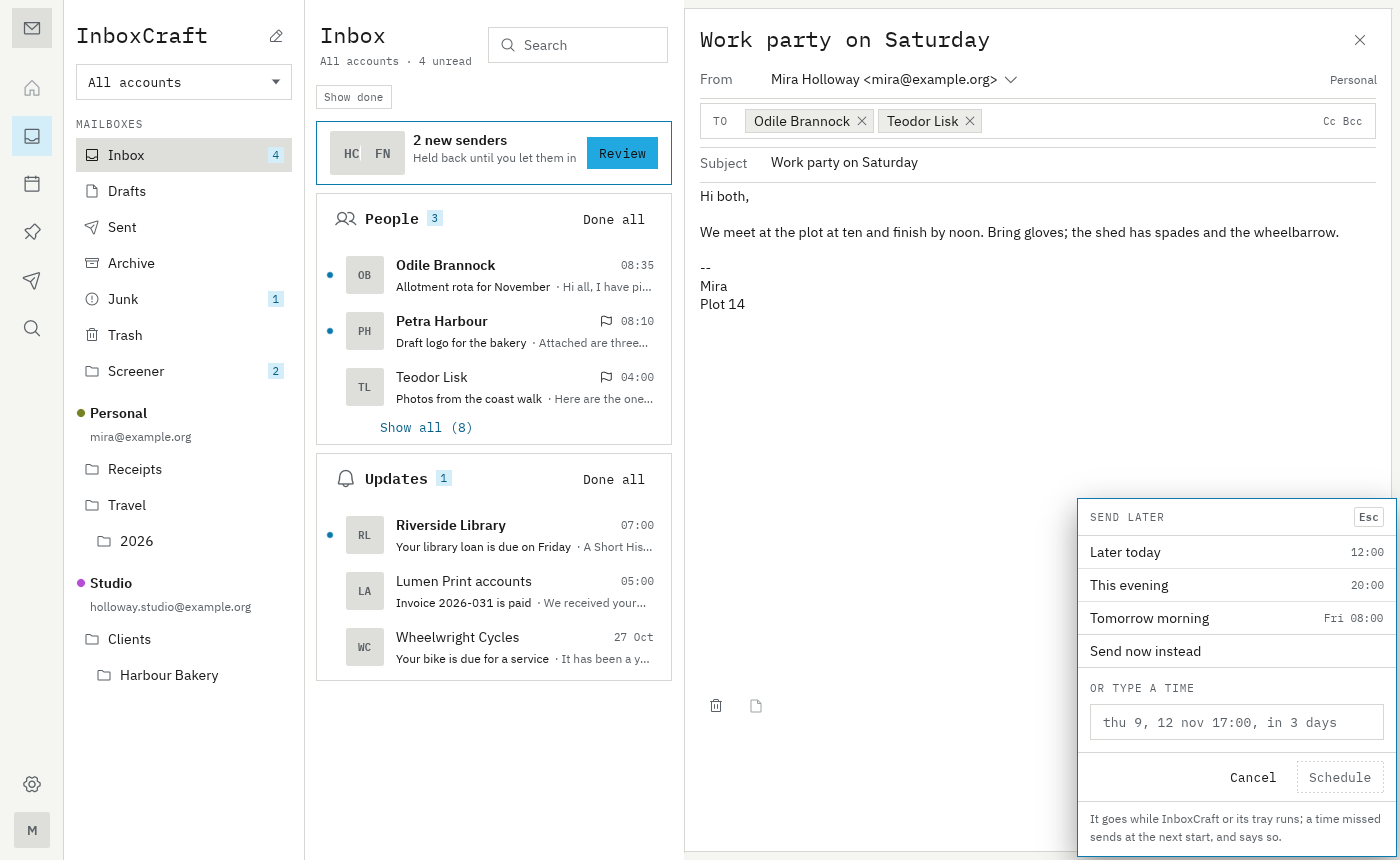 InboxCraft
All accounts
MAILBOXES
Inbox 4
Drafts
Sent
Archive
Junk 1
Trash
Screener 2
Personal
mira@example.org
Receipts
Travel
2026
Studio
holloway.studio@example.org
Clients
Harbour Bakery
M
Inbox
All accounts · 4 unread
Search
Show done
HC FN
2 new senders
Held back until you let them in
Review
People 3 Done all
OB
Odile Brannock 08:35
Allotment rota for November · Hi all, I have pi...
PH
Petra Harbour 08:10
Draft logo for the bakery · Attached are three...
TL
Teodor Lisk 04:00
Photos from the coast walk · Here are the one...
Show all (8)
Updates 1 Done all
RL
Riverside Library 07:00
Your library loan is due on Friday · A Short His...
LA
Lumen Print accounts 05:00
Invoice 2026-031 is paid · We received your...
WC
Wheelwright Cycles 27 Oct
Your bike is due for a service · It has been a y...
Work party on Saturday
From Mira Holloway <mira@example.org> Personal
TO Odile Brannock Teodor Lisk Cc Bcc
Subject Work party on Saturday
Hi both,
We meet at the plot at ten and finish by noon. Bring gloves; the shed has spades and the wheelbarrow.
--
Mira
Plot 14
SEND LATER Esc
Later today 12:00
This evening 20:00
Tomorrow morning Fri 08:00
Send now instead
OR TYPE A TIME
thu 9, 12 nov 17:00, in 3 days
Cancel Schedule
It goes while InboxCraft or its tray runs; a time missed
sends at the next start, and says so.